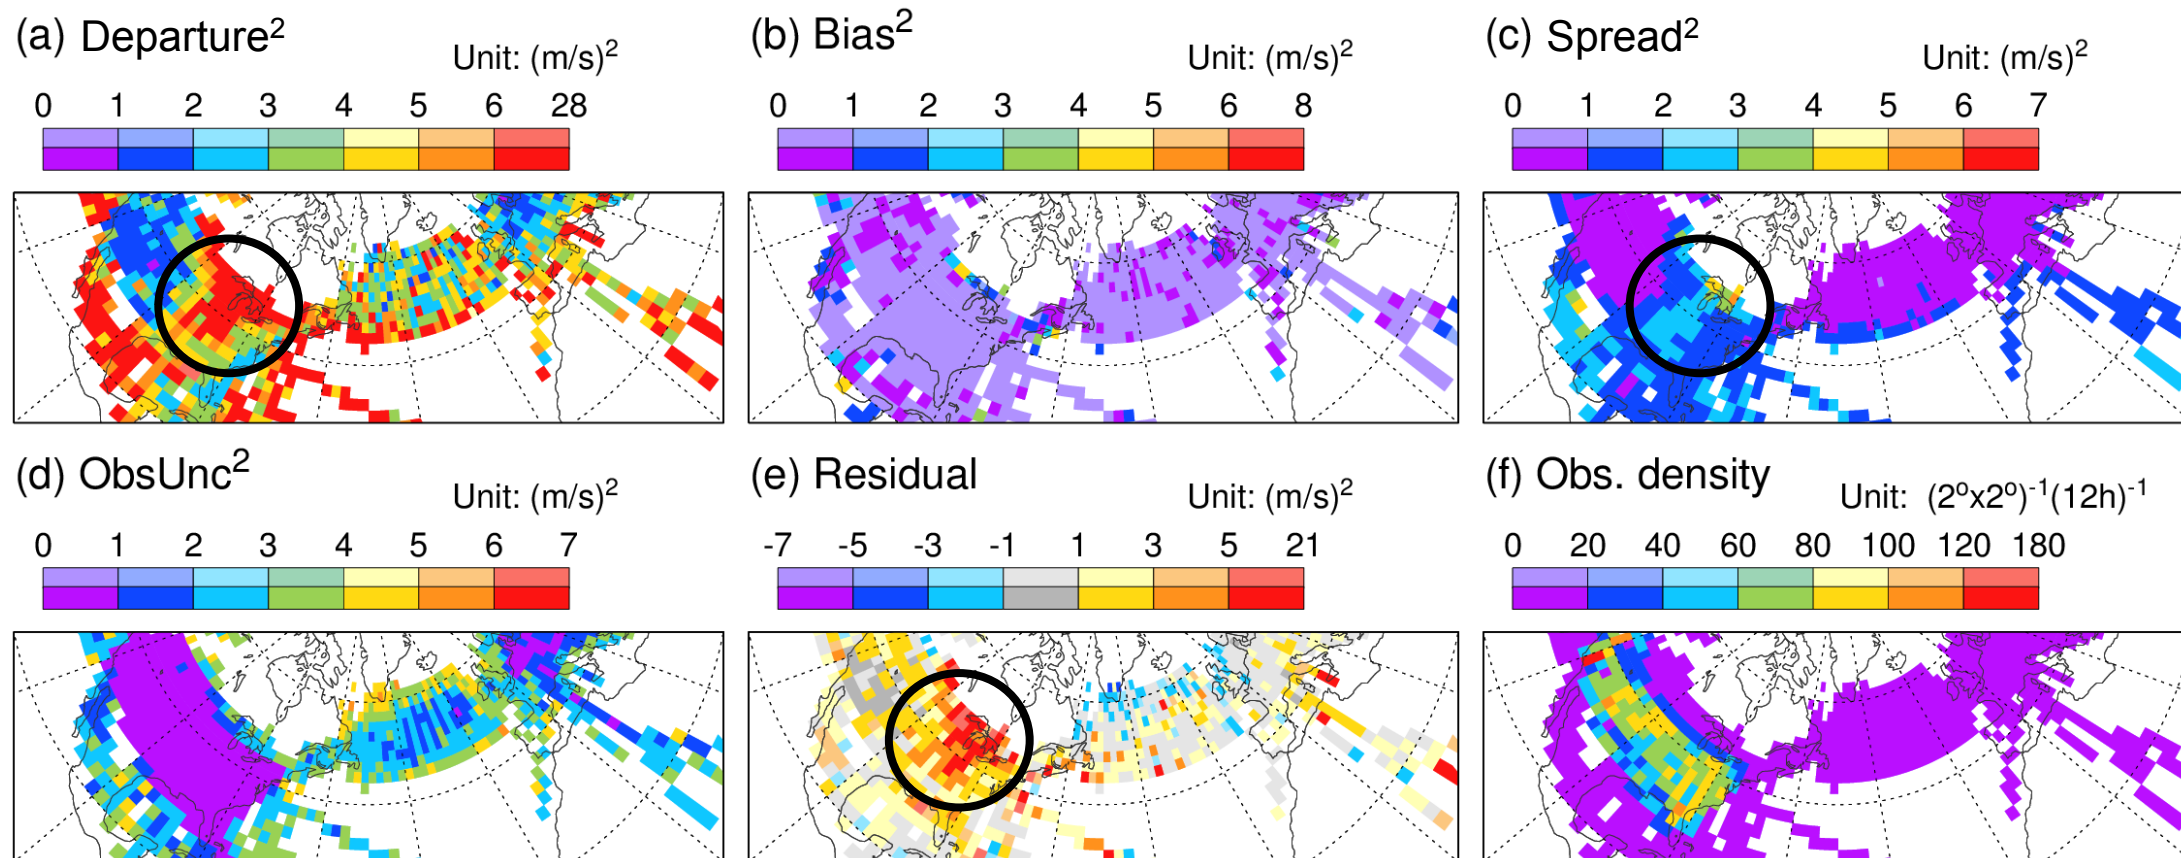 (a) Departure²
Unit: (m/s)²
0 1 2 3 4 5 6 28
(b) Bias²
Unit: (m/s)²
0 1 2 3 4 5 6 8
(c) Spread²
Unit: (m/s)²
0 1 2 3 4 5 6 7
(d) ObsUnc²
Unit: (m/s)²
0 1 2 3 4 5 6 7
(e) Residual
Unit: (m/s)²
-7 -5 -3 -1 1 3 5 21
(f) Obs. density
Unit: (2ºx2º)⁻¹(12h)⁻¹
0 20 40 60 80 100 120 180